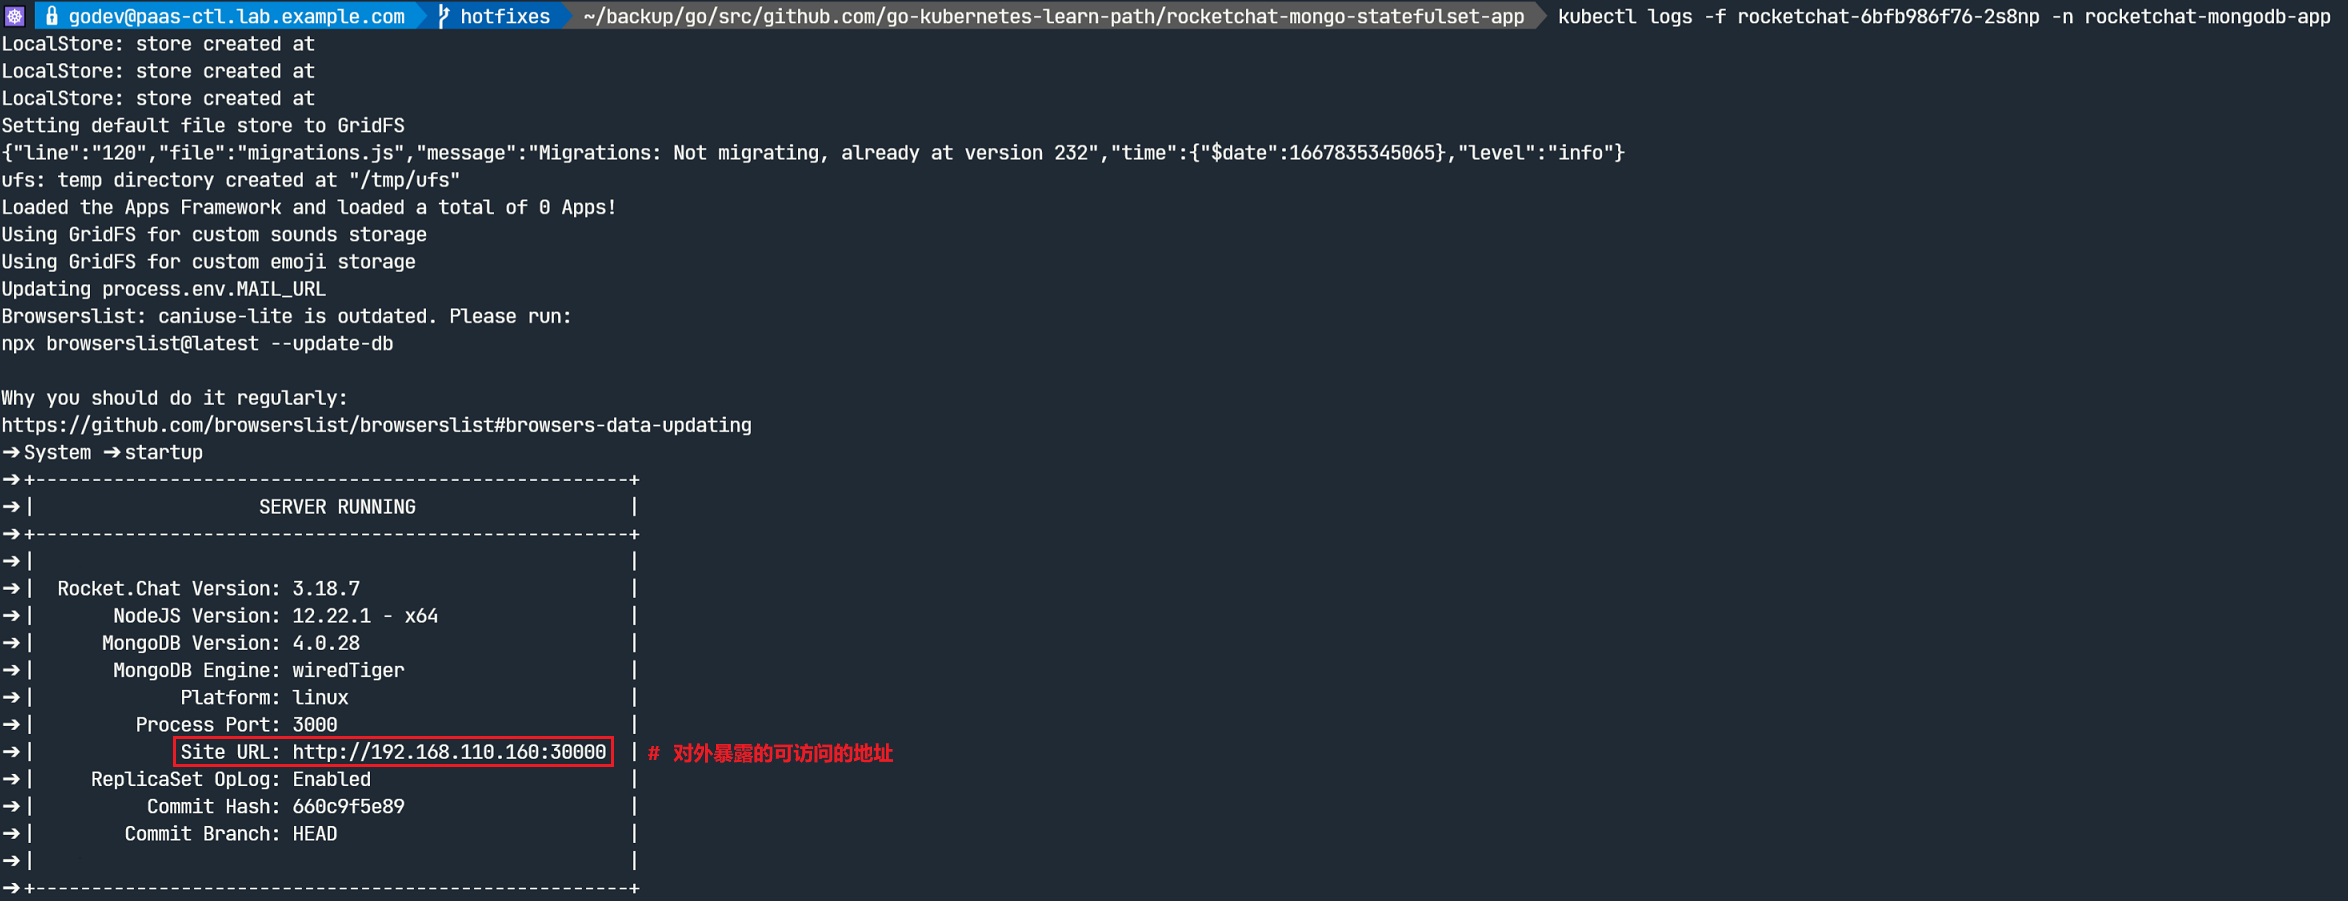 godev@paas-ctl.lab.example.com hotfixes ~/backup/go/src/github.com/go-kubernetes-learn-path/rocketchat-mongo-statefulset-app kubectl logs -f rocketchat-6bfb986f76-2s8np -n rocketchat-mongodb-app
LocalStore: store created at
LocalStore: store created at
LocalStore: store created at
Setting default file store to GridFS
{"line":"120","file":"migrations.js","message":"Migrations: Not migrating, already at version 232","time":{"$date":1667835345065},"level":"info"}
ufs: temp directory created at "/tmp/ufs"
Loaded the Apps Framework and loaded a total of 0 Apps!
Using GridFS for custom sounds storage
Using GridFS for custom emoji storage
Updating process.env.MAIL_URL
Browserslist: caniuse-lite is outdated. Please run:
npx browserslist@latest --update-db
Why you should do it regularly:
https://github.com/browserslist/browserslist#browsers-data-updating
➔ System ➔ startup
➔ +-----------------------------------------------------+
➔ |                    SERVER RUNNING                   |
➔ +-----------------------------------------------------+
➔ |                                                     |
➔ |  Rocket.Chat Version: 3.18.7                        |
➔ |       NodeJS Version: 12.22.1 - x64                 |
➔ |      MongoDB Version: 4.0.28                        |
➔ |       MongoDB Engine: wiredTiger                    |
➔ |             Platform: linux                         |
➔ |         Process Port: 3000                          |
➔ |             Site URL: http://192.168.110.160:30000  | # 对外暴露的可访问的地址
➔ |     ReplicaSet OpLog: Enabled                       |
➔ |          Commit Hash: 660c9f5e89                    |
➔ |        Commit Branch: HEAD                          |
➔ |                                                     |
➔ +-----------------------------------------------------+